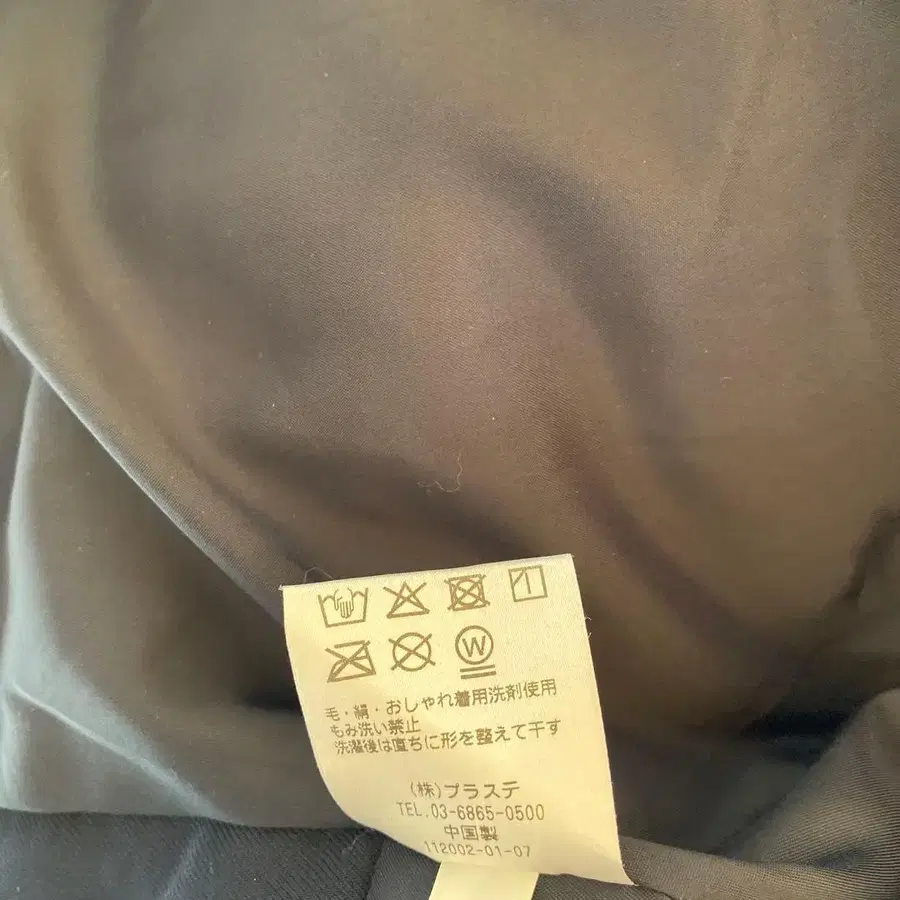 W
毛・絹・おしゃれ着用洗剤使用
もみ洗い禁止
洗濯後は直ちに形を整えて干す
(株)プラステ
TEL.03-6865-0500
中国製
112002-01-07